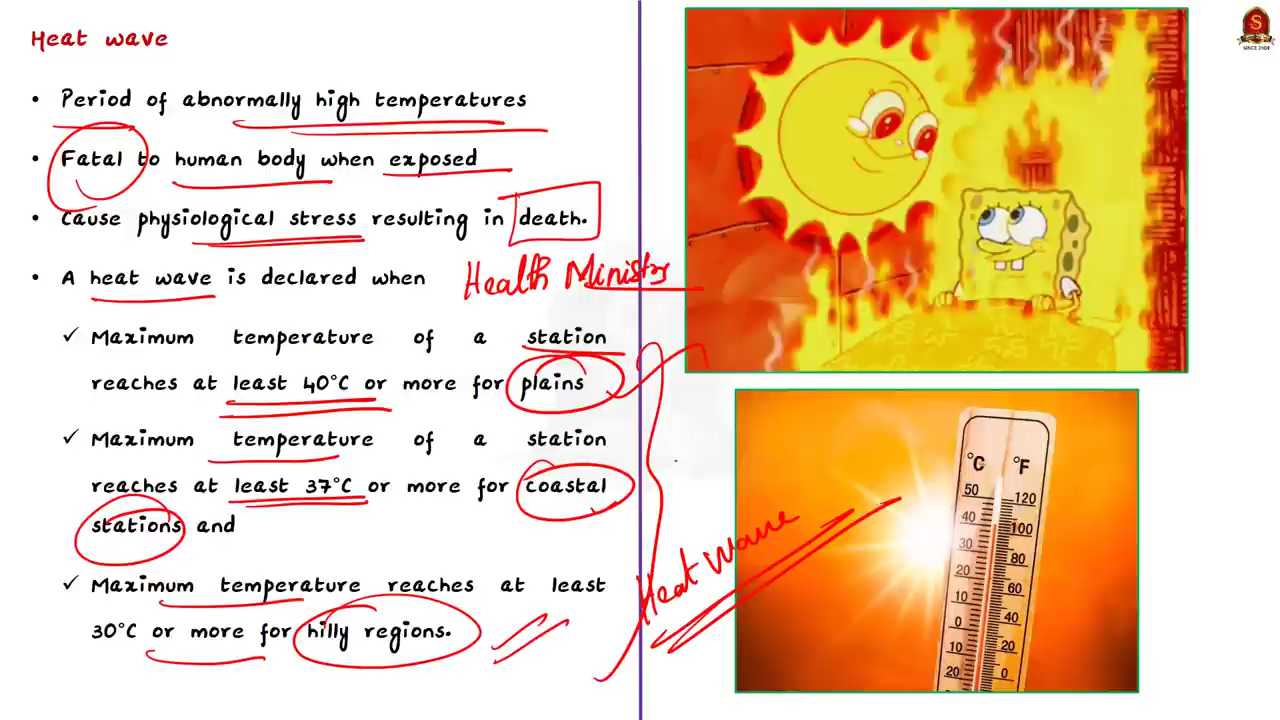 Heat wave
• Period of abnormally high temperatures
• Fatal to human body when exposed
• Cause physiological stress resulting in death.
• A heat wave is declared when
Health Ministry
✓ Maximum temperature of a station
reaches at least 40°C or more for plains
✓ Maximum temperature of a station
reaches at least 37°C or more for coastal
stations and
✓ Maximum temperature reaches at least
30°C or more for hilly regions.
Heat Wave
S
SINCE 2004
°C °F
50 120
40 100
30 80
20 60
10 40
0 20
10 0
20